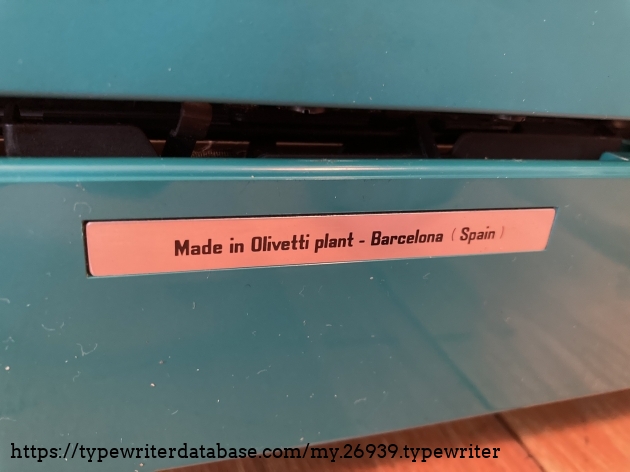 Made in Olivetti plant - Barcelona ( Spain )
https://typewriterdatabase.com/my.26939.typewriter